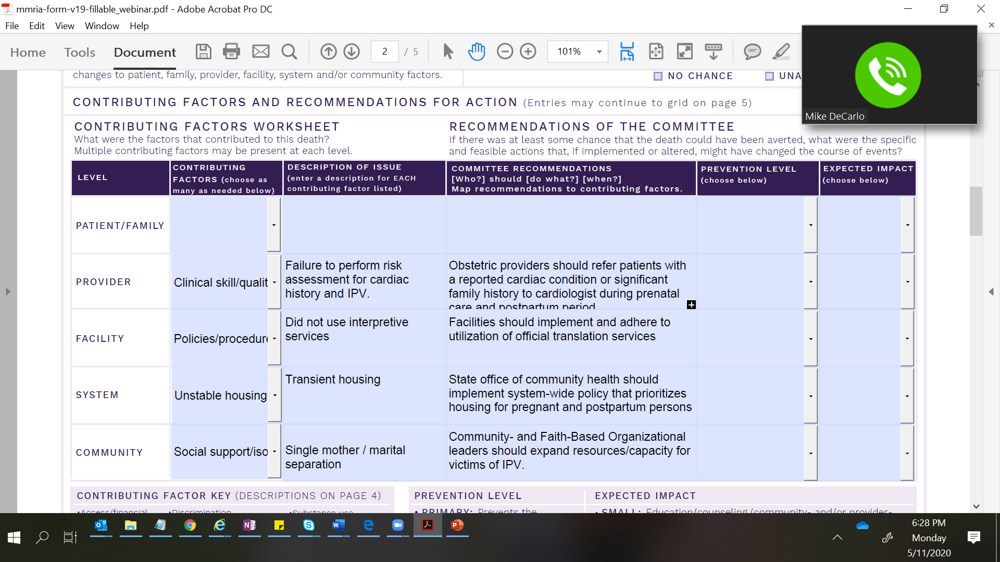 mmria-form-v19-fillable_webinar.pdf - Adobe Acrobat Pro DC
File Edit View Window Help
Home Tools Document 2 / 5 101%
Mike DeCarlo
changes to patient, family, provider, facility, system and/or community factors.
NO CHANCE UNA
CONTRIBUTING FACTORS AND RECOMMENDATIONS FOR ACTION (Entries may continue to grid on page 5)
CONTRIBUTING FACTORS WORKSHEET
What were the factors that contributed to this death?
Multiple contributing factors may be present at each level.
RECOMMENDATIONS OF THE COMMITTEE
If there was at least some chance that the death could have been averted, what were the specific
and feasible actions that, if implemented or altered, might have changed the course of events?
LEVEL
CONTRIBUTING
FACTORS (choose as
many as needed below)
DESCRIPTION OF ISSUE
(enter a description for EACH
contributing factor listed)
COMMITTEE RECOMMENDATIONS
[Who?] should [do what?] [when?]
Map recommendations to contributing factors.
PREVENTION LEVEL
(choose below)
EXPECTED IMPACT
(choose below)
PATIENT/FAMILY
PROVIDER
Clinical skill/qualit
Failure to perform risk
assessment for cardiac
history and IPV.
Obstetric providers should refer patients with
a reported cardiac condition or significant
family history to cardiologist during prenatal
care and postpartum period
FACILITY
Policies/procedure
Did not use interpretive
services
Facilities should implement and adhere to
utilization of official translation services
SYSTEM
Unstable housing
Transient housing
State office of community health should
implement system-wide policy that prioritizes
housing for pregnant and postpartum persons
COMMUNITY
Social support/iso
Single mother / marital
separation
Community- and Faith-Based Organizational
leaders should expand resources/capacity for
victims of IPV.
CONTRIBUTING FACTOR KEY (DESCRIPTIONS ON PAGE 4)
•Access/financial •Discrimination •Substance use
PREVENTION LEVEL
• PRIMARY: Prevents the
EXPECTED IMPACT
• SMALL: Education/counseling (community- and/or provider-
6:28 PM
Monday
5/11/2020